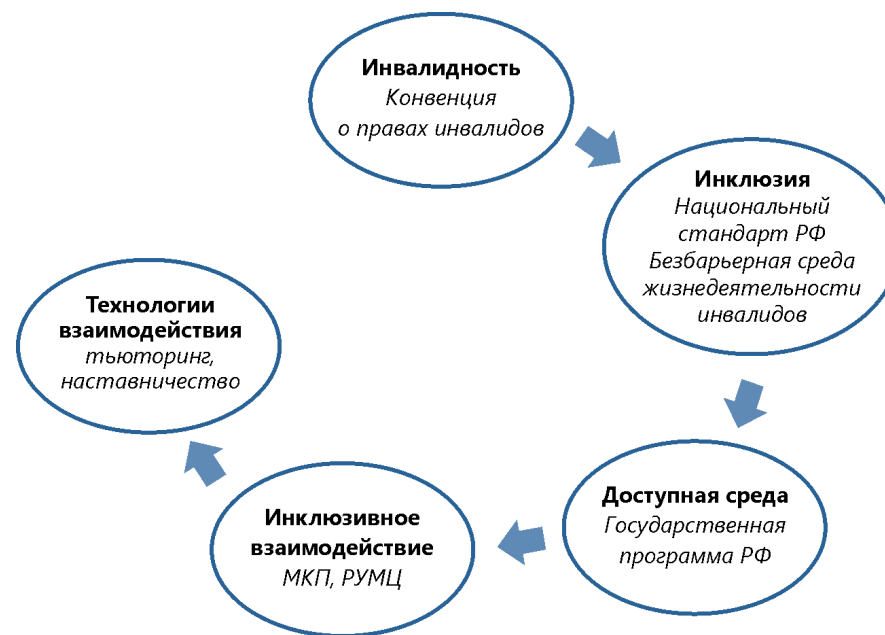 Инвалидность
Конвенция
о правах инвалидов
Инклюзия
Национальный
стандарт РФ
Безбарьерная среда
жизнедеятельности
инвалидов
Доступная среда
Государственная
программа РФ
Инклюзивное
взаимодействие
МКП, РУМЦ
Технологии
взаимодействия
тьюторинг,
наставничество